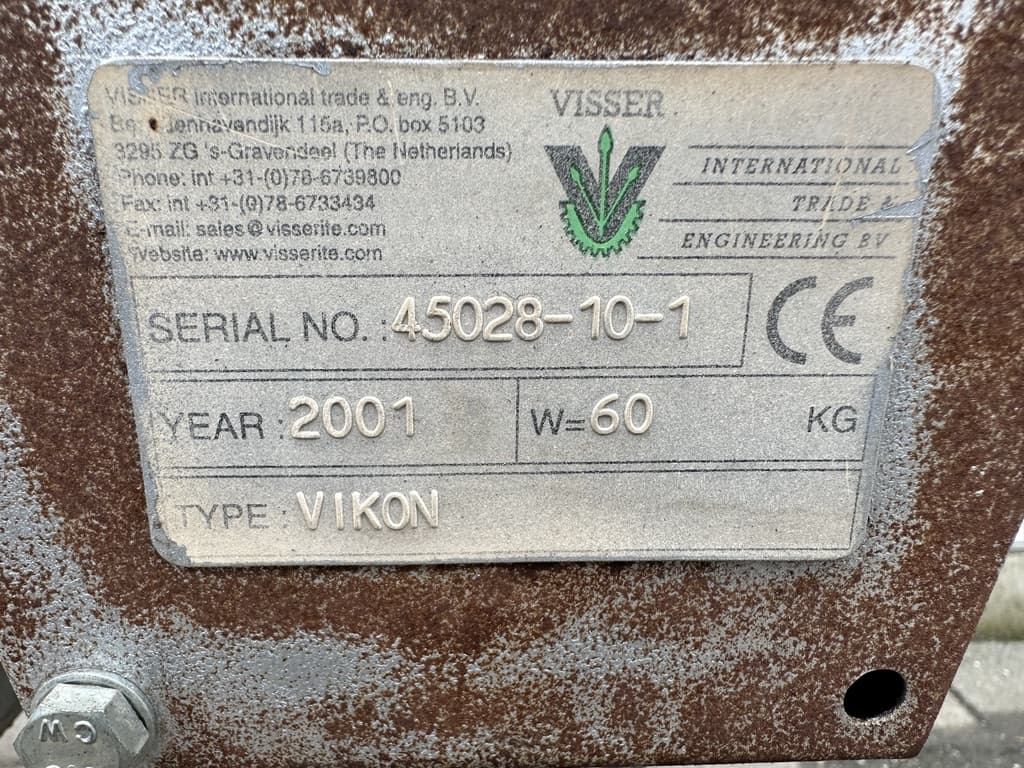 VISSER International trade & eng. B.V.
115a, P.O. box 5103
3295 ZG 's-Gravendeel (The Netherlands)
Phone: int +31-(0)78-6739800
Fax: int +31-(0)78-6733434
E-mail: sales@visserite.com
Website: www.visserite.com
VISSER
INTERNATIONAL
TRADE &
ENGINEERING BV
SERIAL NO. : 45028-10-1
CE
YEAR : 2001
W= 60 KG
TYPE : VIKON
CW